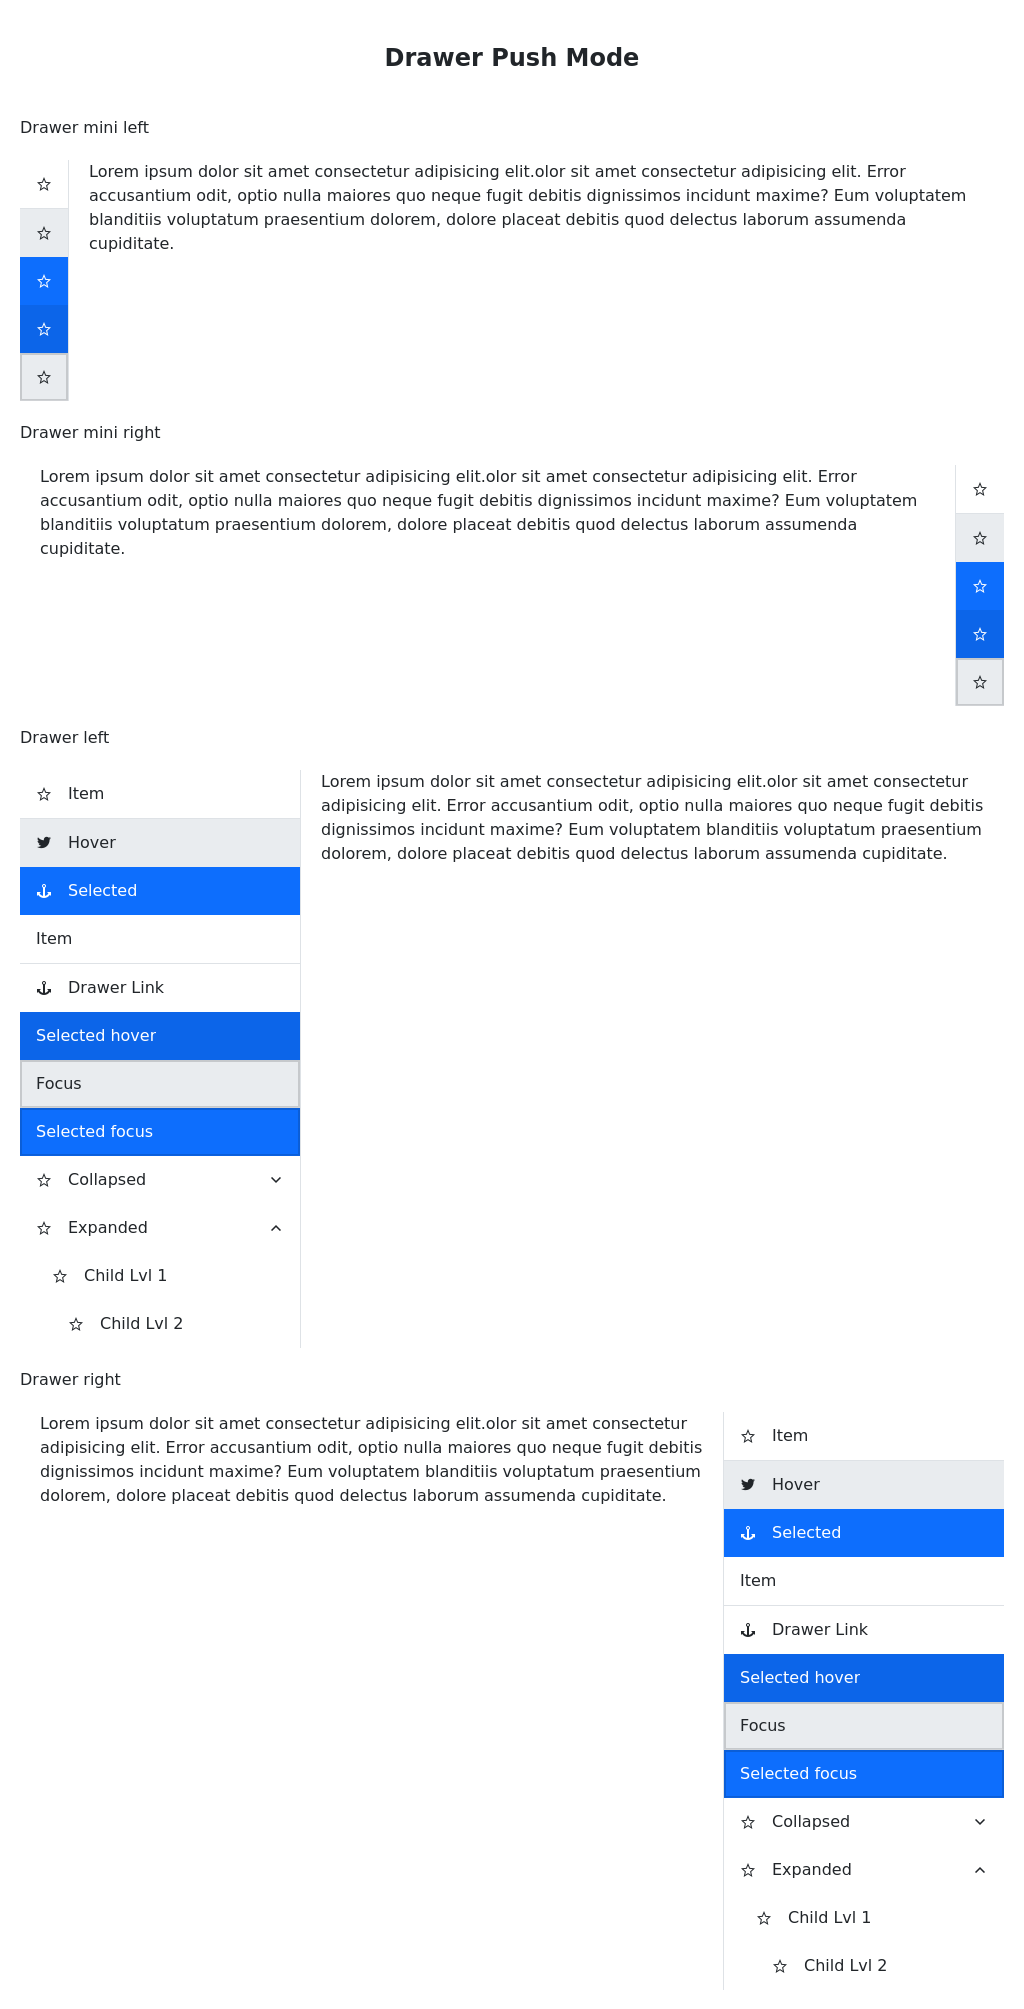 Drawer Push Mode
Drawer mini left
Lorem ipsum dolor sit amet consectetur adipisicing elit.olor sit amet consectetur adipisicing elit. Error
accusantium odit, optio nulla maiores quo neque fugit debitis dignissimos incidunt maxime? Eum voluptatem
blanditiis voluptatum praesentium dolorem, dolore placeat debitis quod delectus laborum assumenda
cupiditate.
Drawer mini right
Lorem ipsum dolor sit amet consectetur adipisicing elit.olor sit amet consectetur adipisicing elit. Error
accusantium odit, optio nulla maiores quo neque fugit debitis dignissimos incidunt maxime? Eum voluptatem
blanditiis voluptatum praesentium dolorem, dolore placeat debitis quod delectus laborum assumenda
cupiditate.
Drawer left
Item
Hover
Selected
Item
Drawer Link
Selected hover
Focus
Selected focus
Collapsed
Expanded
Child Lvl 1
Child Lvl 2
Lorem ipsum dolor sit amet consectetur adipisicing elit.olor sit amet consectetur
adipisicing elit. Error accusantium odit, optio nulla maiores quo neque fugit debitis
dignissimos incidunt maxime? Eum voluptatem blanditiis voluptatum praesentium
dolorem, dolore placeat debitis quod delectus laborum assumenda cupiditate.
Drawer right
Lorem ipsum dolor sit amet consectetur adipisicing elit.olor sit amet consectetur
adipisicing elit. Error accusantium odit, optio nulla maiores quo neque fugit debitis
dignissimos incidunt maxime? Eum voluptatem blanditiis voluptatum praesentium
dolorem, dolore placeat debitis quod delectus laborum assumenda cupiditate.
Item
Hover
Selected
Item
Drawer Link
Selected hover
Focus
Selected focus
Collapsed
Expanded
Child Lvl 1
Child Lvl 2